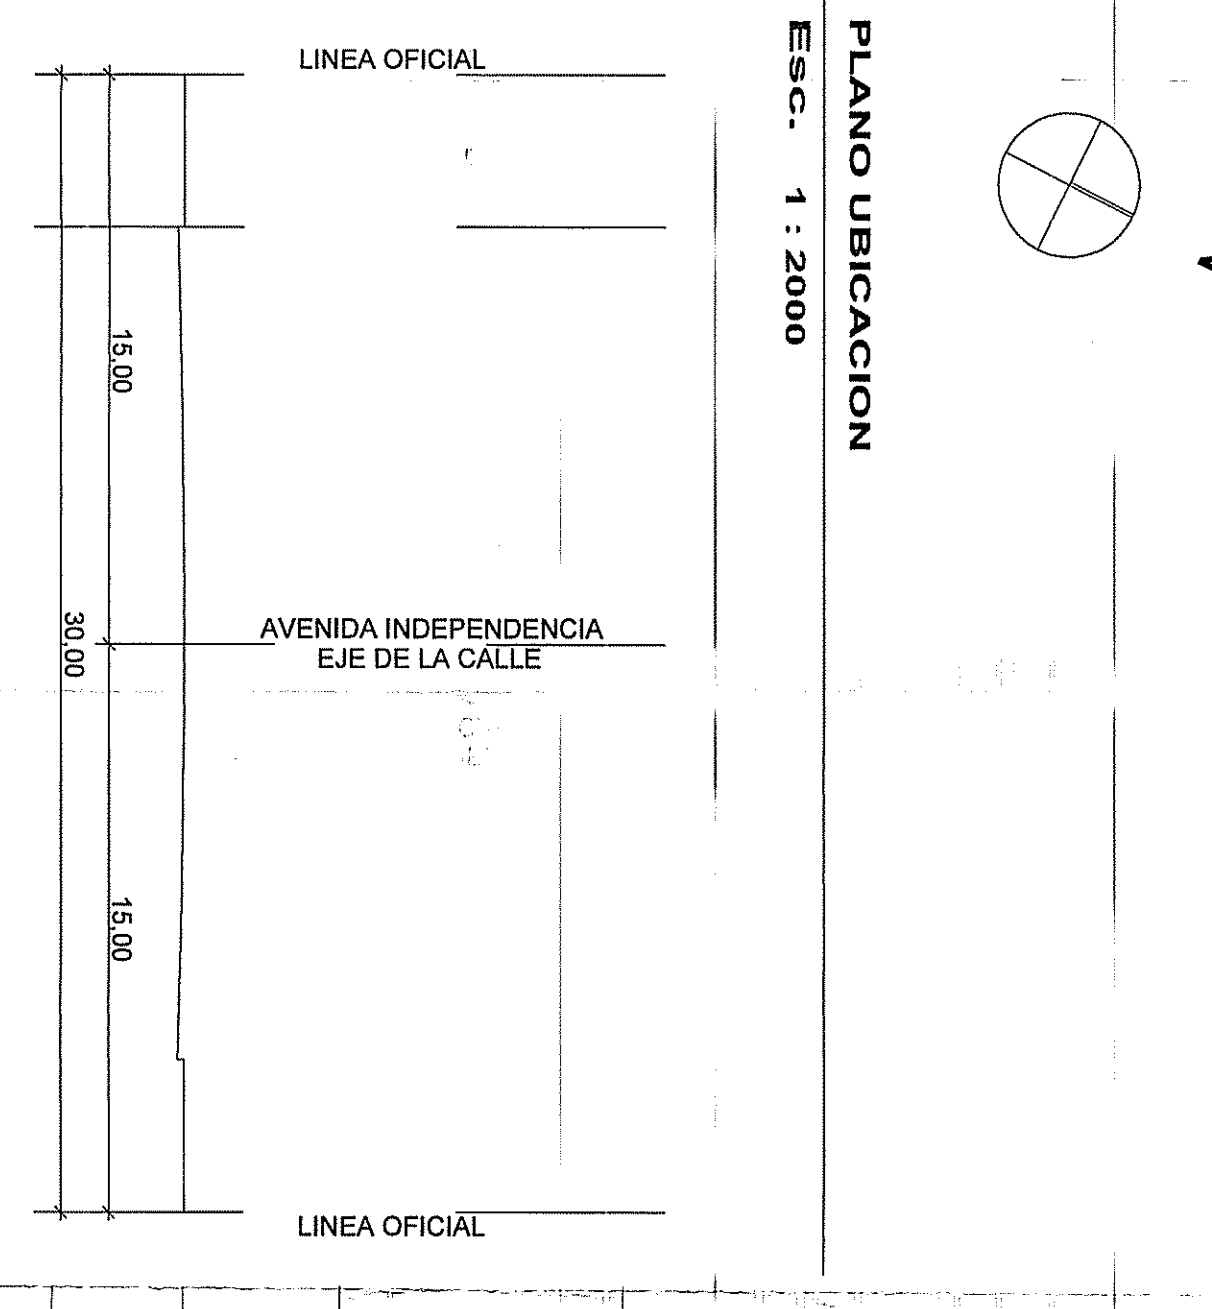 LINEA OFICIAL
15,00
30,00
AVENIDA INDEPENDENCIA
EJE DE LA CALLE
15,00
LINEA OFICIAL
PLANO UBICACION
ESC. 1 : 2000